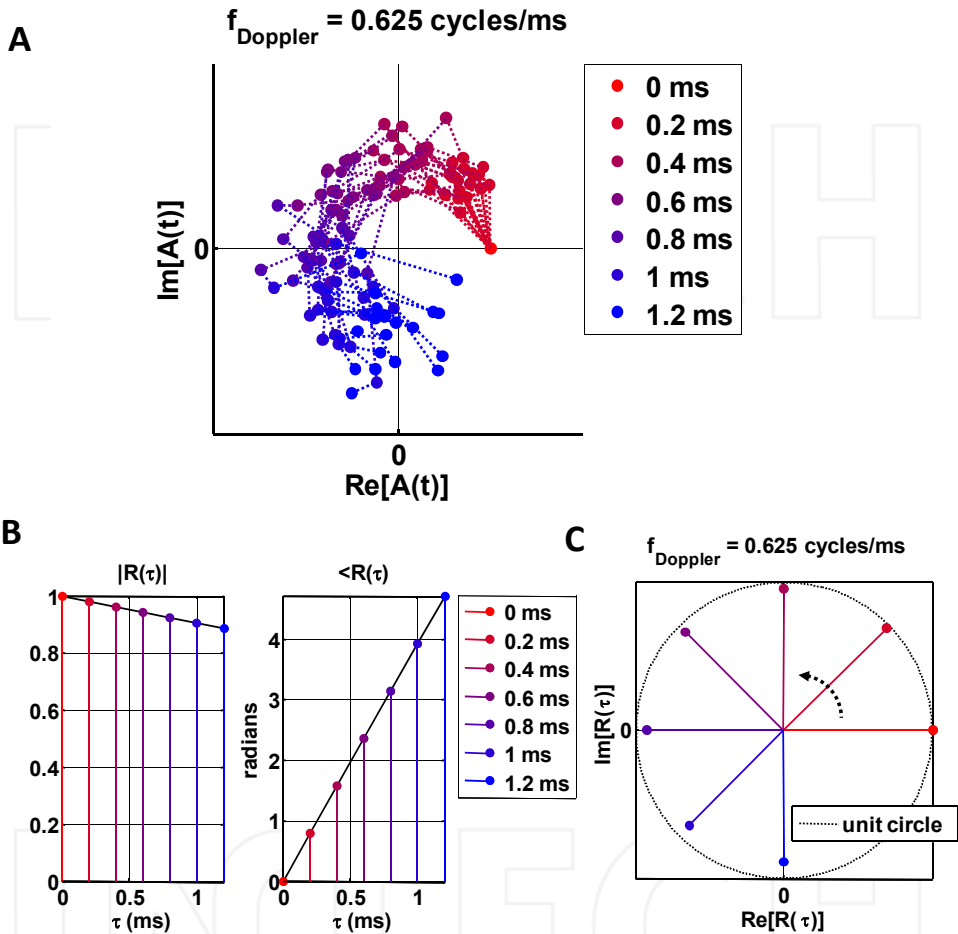 A
f_Doppler = 0.625 cycles/ms
Im[A(t)]
0
0
Re[A(t)]
0 ms
0.2 ms
0.4 ms
0.6 ms
0.8 ms
1 ms
1.2 ms
B
|R(τ)|
1
0.8
0.6
0.4
0.2
0
0 0.5 1
τ (ms)
<R(τ)
radians
4
3
2
1
0
0 0.5 1
τ (ms)
0 ms
0.2 ms
0.4 ms
0.6 ms
0.8 ms
1 ms
1.2 ms
C
f_Doppler = 0.625 cycles/ms
Im[R(τ)]
0
unit circle
0
Re[R(τ)]